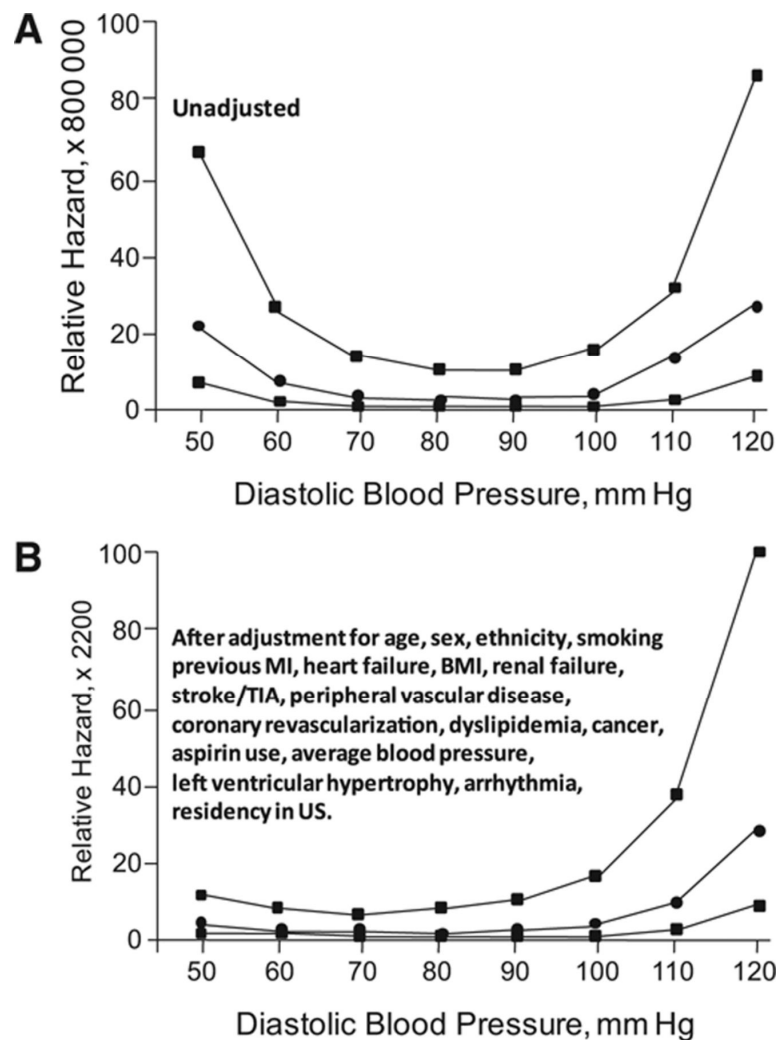 A
Relative Hazard, x 800 000
100
80
60
40
20
0
Unadjusted
50 60 70 80 90 100 110 120
Diastolic Blood Pressure, mm Hg
B
Relative Hazard, x 2200
100
80
60
40
20
0
After adjustment for age, sex, ethnicity, smoking
previous MI, heart failure, BMI, renal failure,
stroke/TIA, peripheral vascular disease,
coronary revascularization, dyslipidemia, cancer,
aspirin use, average blood pressure,
left ventricular hypertrophy, arrhythmia,
residency in US.
50 60 70 80 90 100 110 120
Diastolic Blood Pressure, mm Hg